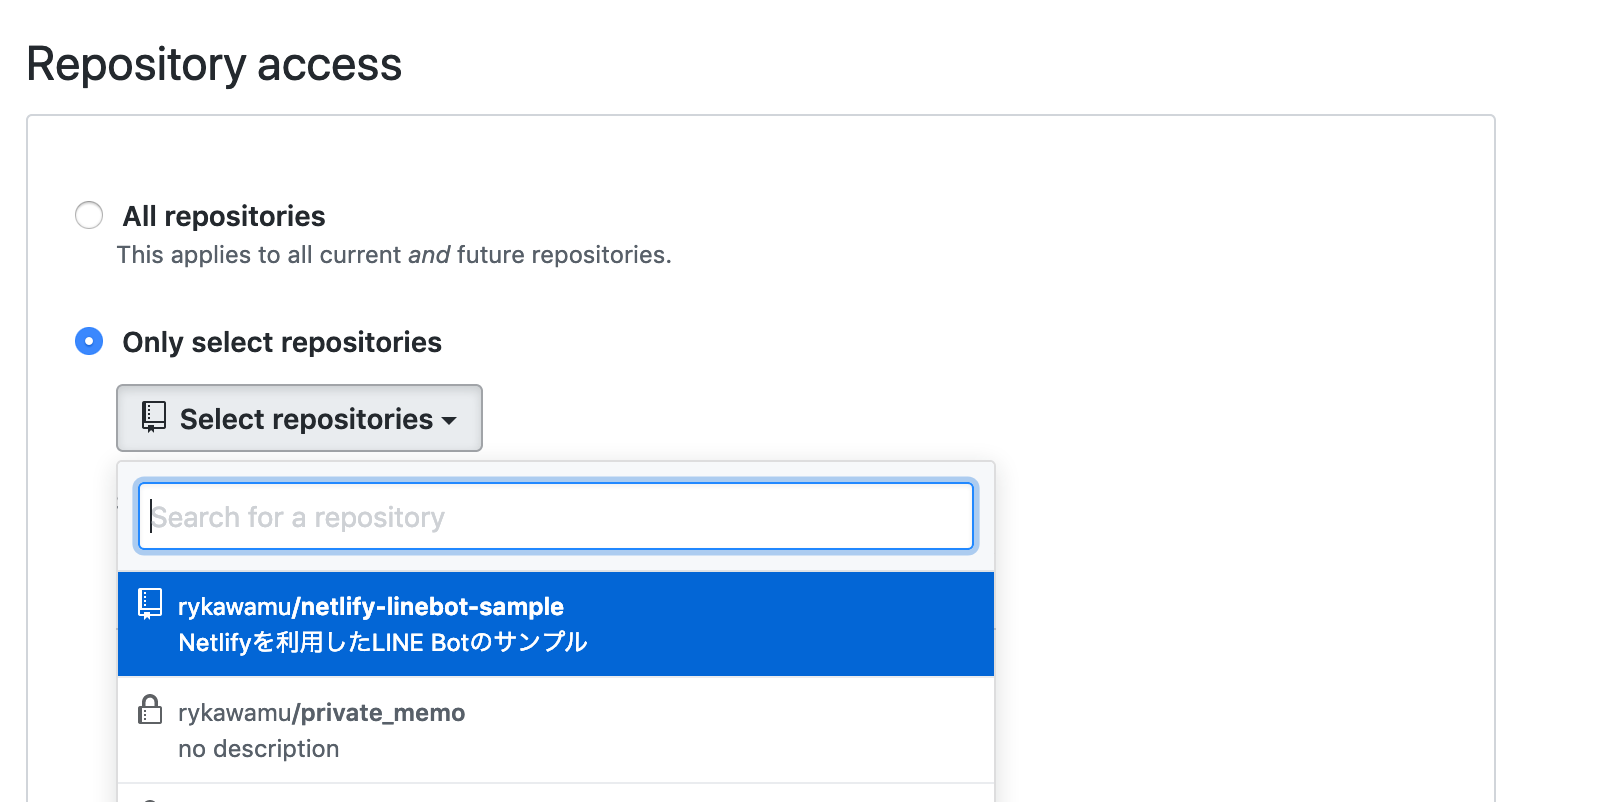 Repository access
All repositories
This applies to all current and future repositories.
Only select repositories
Select repositories
Search for a repository
rykawamu/netlify-linebot-sample
Netlifyを利用したLINE Botのサンプル
rykawamu/private_memo
no description